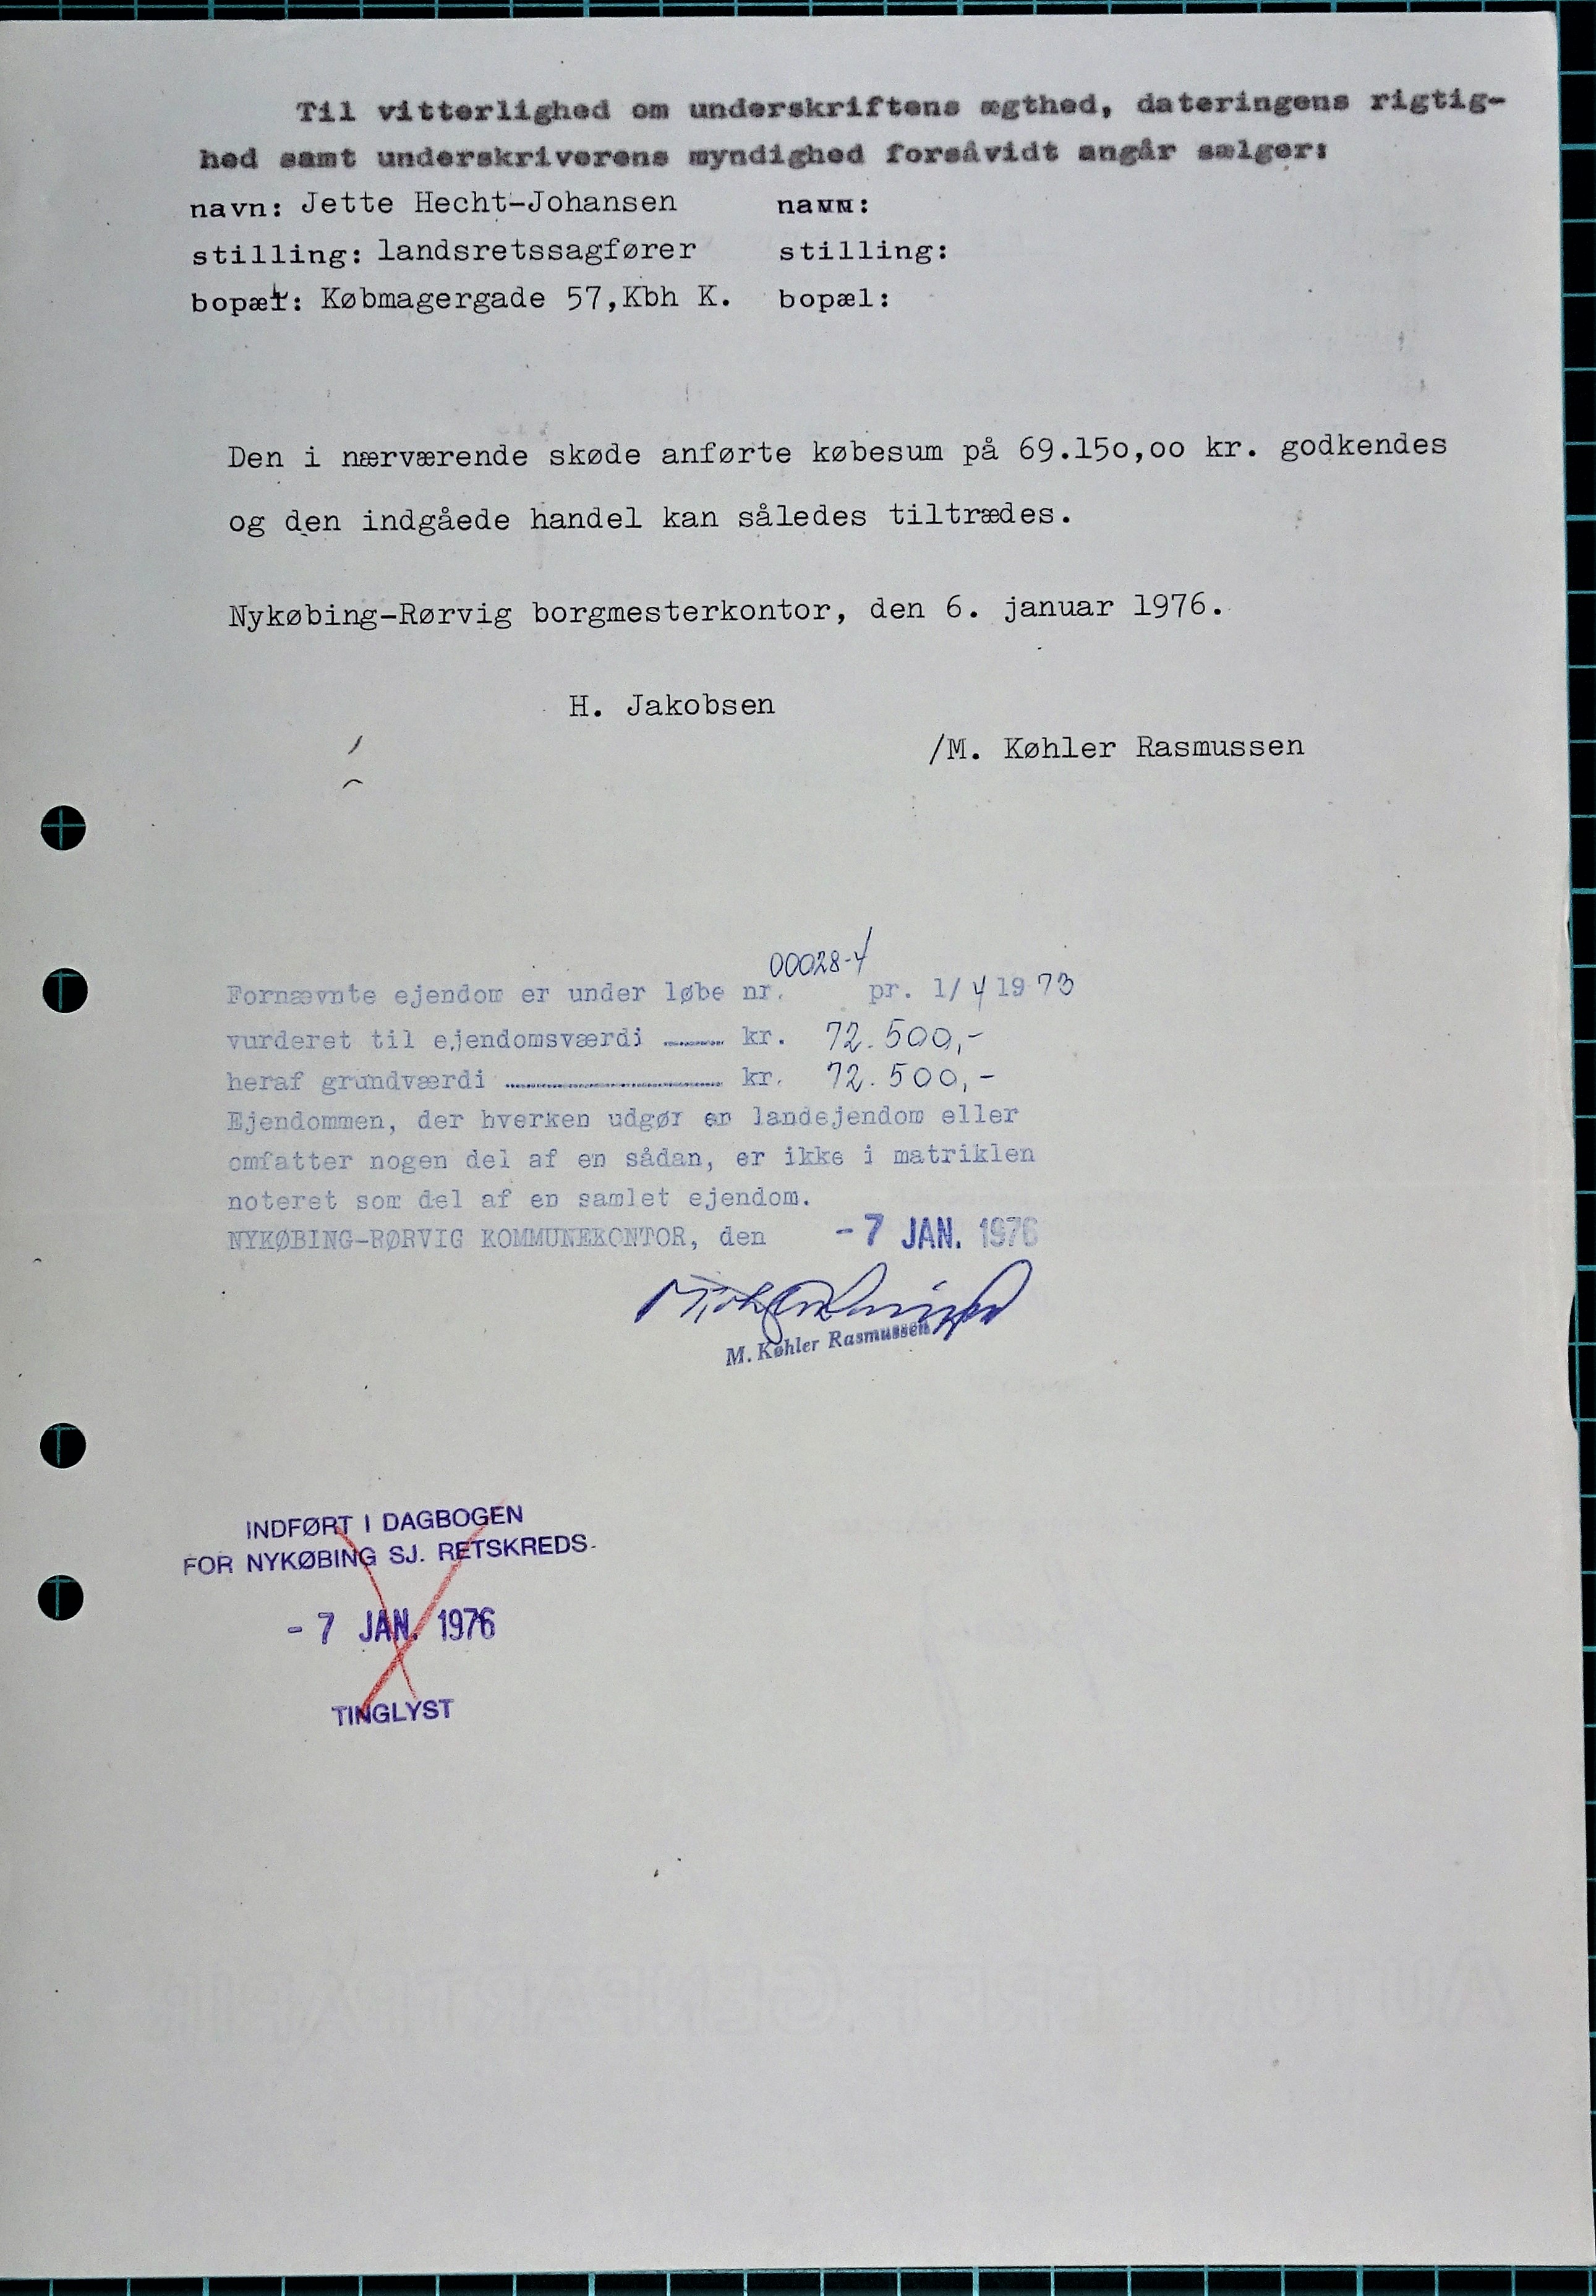 Til vitterlighed om underskriftens ægthed, dateringens rigtig-
hed samt underskriverens myndighed forsåvidt angår sælger:
navn: Jette Hecht-Johansen navn:
stilling: landsretssagfører stilling:
bopæl: Købmagergade 57,Kbh K. bopæl:
Den i nærværende skøde anførte købesum på 69.150,00 kr. godkendes
og den indgåede handel kan således tiltrædes.
Nykøbing-Rørvig borgmesterkontor, den 6. januar 1976.
H. Jakobsen
/M. Køhler Rasmussen
00028-4
Fornævnte ejendom er under løbe nr. pr. 1/4 1973
vurderet til ejendomsværdi ........ kr. 72.500,-
heraf grundværdi ........................ kr. 72.500,-
Ejendommen, der hverken udgør en landejendom eller
omfatter nogen del af en sådan, er ikke i matriklen
noteret som del af en samlet ejendom.
NYKØBING-RØRVIG KOMMUNEKONTOR, den - 7 JAN. 1976
M. Køhler Rasmussen
INDFØRT I DAGBOGEN
FOR NYKØBING SJ. RETSKREDS.
- 7 JAN. 1976
TINGLYST